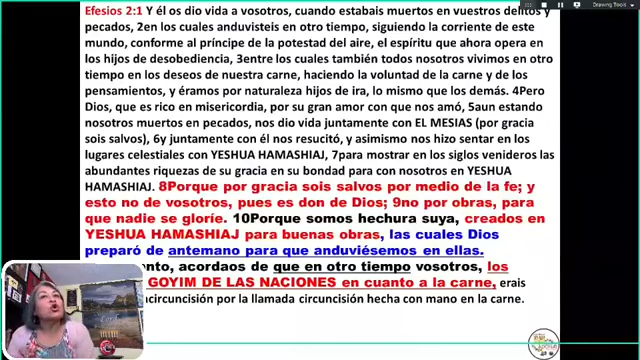 Drawing Tools
Efesios 2:1 Y él os dio vida a vosotros, cuando estabais muertos en vuestros delitos y
pecados, 2en los cuales anduvisteis en otro tiempo, siguiendo la corriente de este
mundo, conforme al príncipe de la potestad del aire, el espíritu que ahora opera en
los hijos de desobediencia, 3entre los cuales también todos nosotros vivimos en otro
tiempo en los deseos de nuestra carne, haciendo la voluntad de la carne y de los
pensamientos, y éramos por naturaleza hijos de ira, lo mismo que los demás. 4Pero
Dios, que es rico en misericordia, por su gran amor con que nos amó, 5aun estando
nosotros muertos en pecados, nos dio vida juntamente con EL MESIAS (por gracia
sois salvos), 6y juntamente con él nos resucitó, y asimismo nos hizo sentar en los
lugares celestiales con YESHUA HAMASHIAJ, 7para mostrar en los siglos venideros las
abundantes riquezas de su gracia en su bondad para con nosotros en YESHUA
HAMASHIAJ. 8Porque por gracia sois salvos por medio de la fe; y
esto no de vosotros, pues es don de Dios; 9no por obras, para
que nadie se gloríe. 10Porque somos hechura suya, creados en
YESHUA HAMASHIAJ para buenas obras, las cuales Dios
preparó de antemano para que anduviésemos en ellas.
anto, acordaos de que en otro tiempo vosotros, los
GOYIM DE LAS NACIONES en cuanto a la carne, erais
incircuncisión por la llamada circuncisión hecha con mano en la carne.